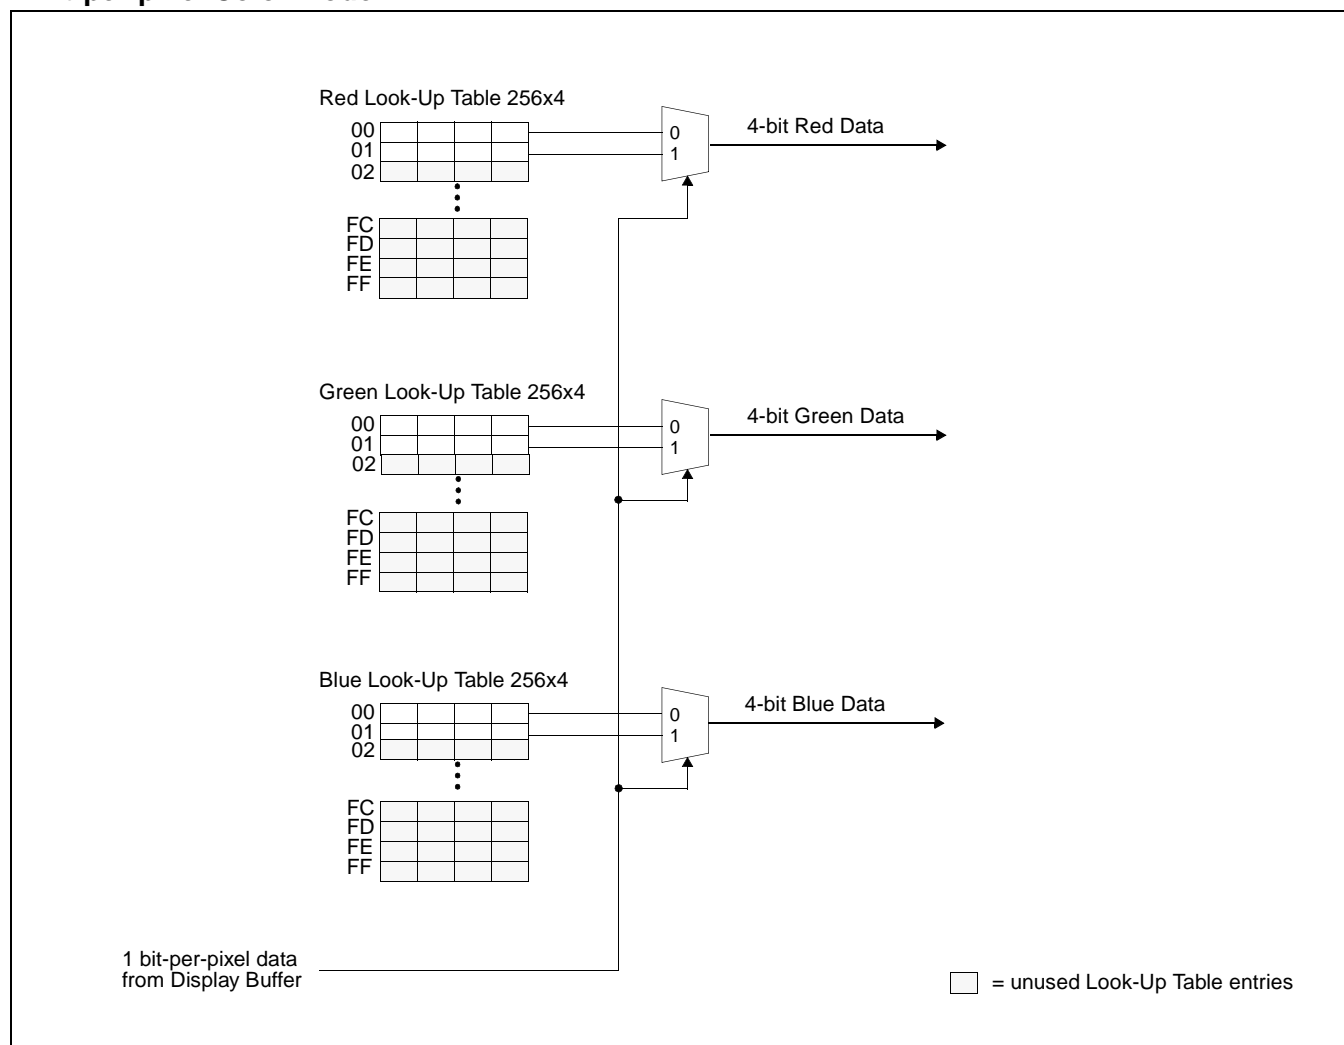 Red Look-Up Table 256x4
00
01
02
FC
FD
FE
FF
0
1
4-bit Red Data
Green Look-Up Table 256x4
00
01
02
FC
FD
FE
FF
0
1
4-bit Green Data
Blue Look-Up Table 256x4
00
01
02
FC
FD
FE
FF
0
1
4-bit Blue Data
1 bit-per-pixel data
from Display Buffer
= unused Look-Up Table entries